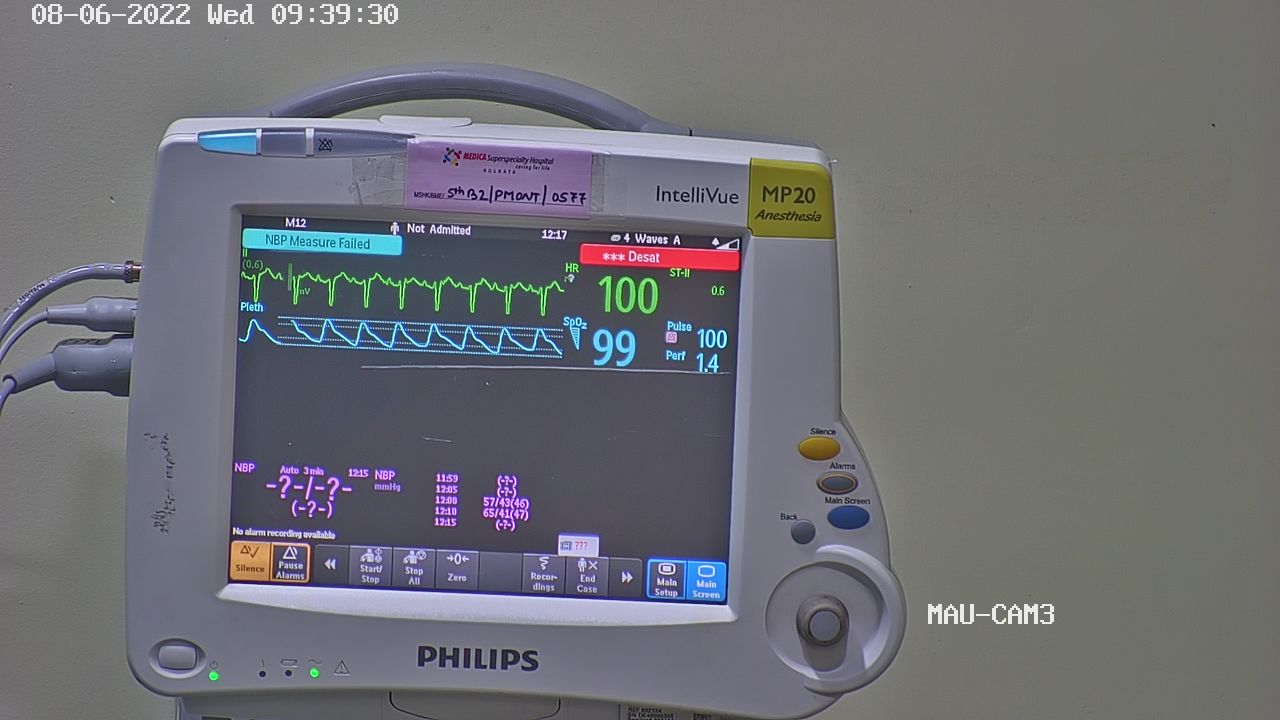 08-06-2022 Wed 09:39:30
MEDICA Superspecialty Hospital
caring for life
KOLKATA
MSHK/BME/ 5th B2/PMONT/0577
IntelliVue
MP20
Anesthesia
M12
Not Admitted
12:17
4 Waves A
NBP Measure Failed
*** Desat
II
(0.6)
mV
HR
100
ST-II
0.6
Pleth
SpO₂
99
Pulse
100
Perf
1.4
NBP
Auto 3 min
12:15
-?-/-?-
(-?-)
NBP
mmHg
11:59 (-?-)
12:05 (-?-)
12:08 57/43(46)
12:10 65/41(47)
12:15 (-?-)
No alarm recording available
???
Silence
Pause
Alarms
Start/
Stop
Stop
All
→0←
Zero
Recor-
dings
End
Case
Main
Setup
Main
Screen
Silence
Alarms
Main Screen
Back
MAU-CAM3
PHILIPS